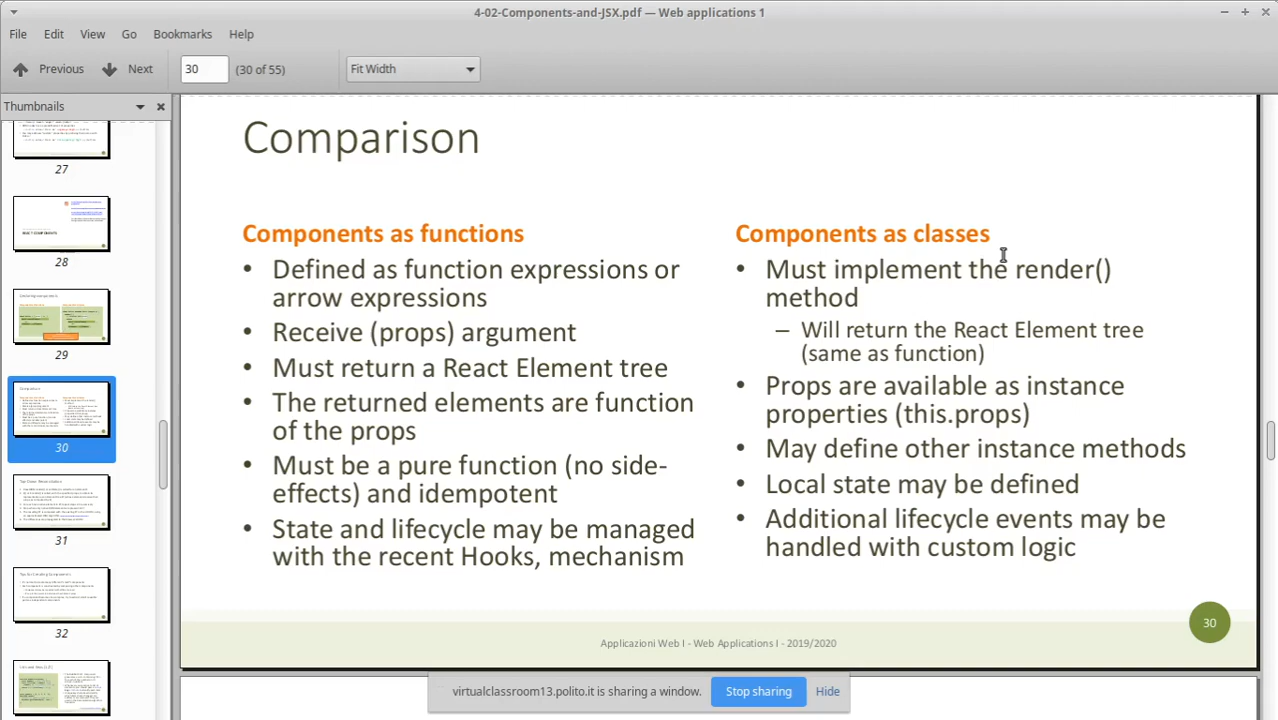 4-02-Components-and-JSX.pdf — Web applications 1
File Edit View Go Bookmarks Help
Previous Next 30 (30 of 55) Fit Width
Thumbnails
27
28
29
30
31
32
Comparison
Components as functions
• Defined as function expressions or
arrow expressions
• Receive (props) argument
• Must return a React Element tree
• The returned elements are function
of the props
• Must be a pure function (no side-
effects) and idempotent
• State and lifecycle may be managed
with the recent Hooks, mechanism
Components as classes
• Must implement the render()
method
– Will return the React Element tree
(same as function)
• Props are available as instance
properties (this.props)
• May define other instance methods
• Local state may be defined
• Additional lifecycle events may be
handled with custom logic
Applicazioni Web I - Web Applications I - 2019/2020
30
virtualclassroom13.polito.it is sharing a window. Stop sharing Hide